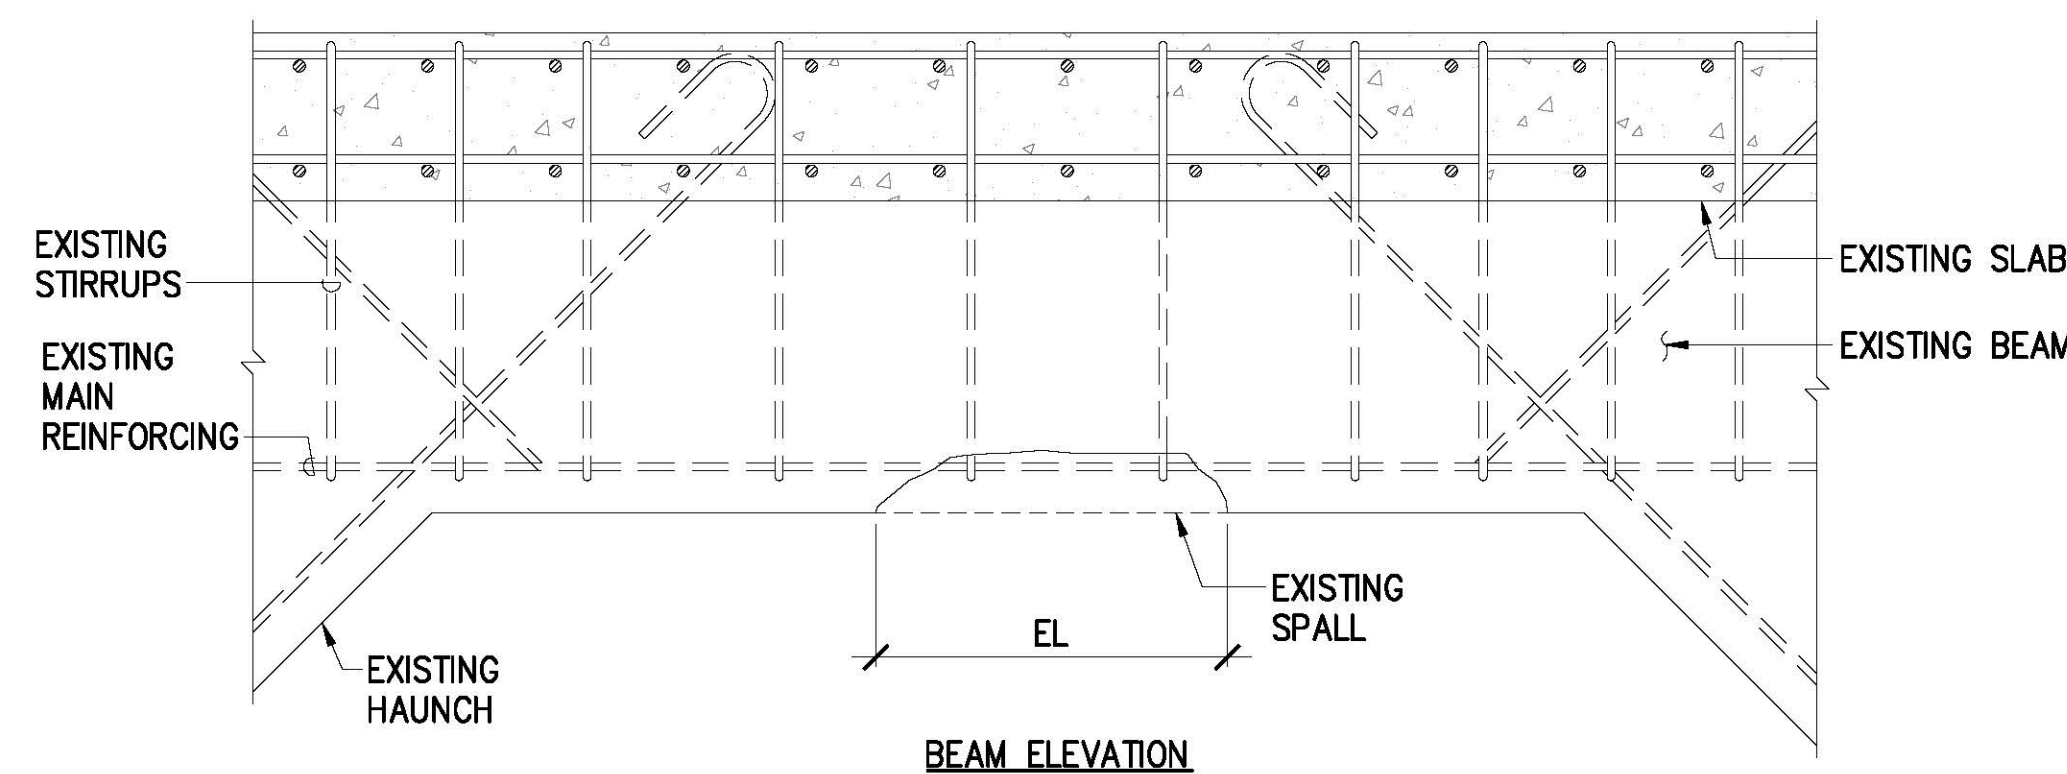 EXISTING
STIRRUPS
EXISTING
MAIN
REINFORCING
EXISTING SLAB
EXISTING BEAM
EXISTING
SPALL
EL
EXISTING
HAUNCH
BEAM ELEVATION